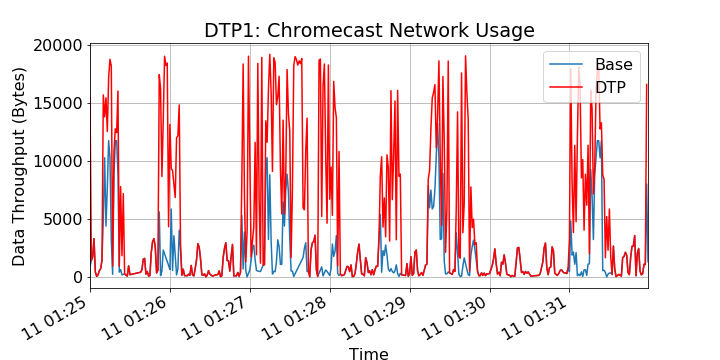 DTP1: Chromecast Network Usage
Data Throughput (Bytes)
20000
15000
10000
5000
0
Base
DTP
11 01:25
11 01:26
11 01:27
11 01:28
11 01:29
11 01:30
11 01:31
Time